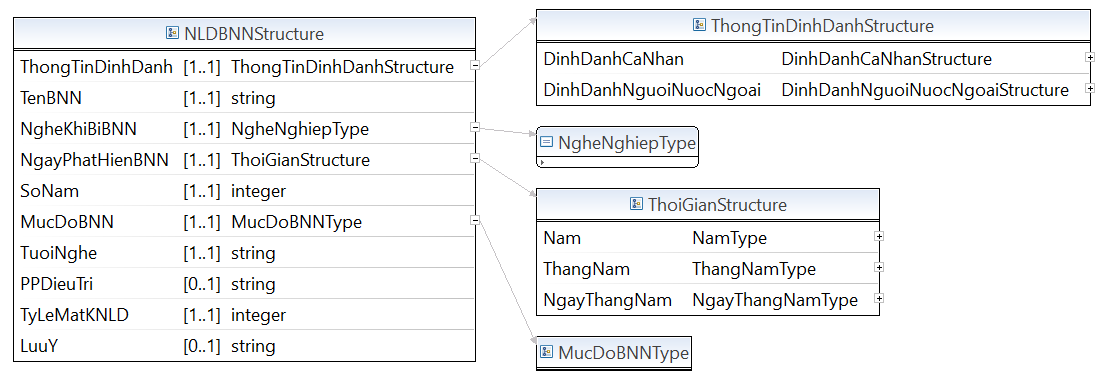 NLDBNNStructure
ThongTinDinhDanh [1..1] ThongTinDinhDanhStructure
TenBNN [1..1] string
NgheKhiBiBNN [1..1] NgheNghiepType
NgayPhatHienBNN [1..1] ThoiGianStructure
SoNam [1..1] integer
MucDoBNN [1..1] MucDoBNNType
TuoiNghe [1..1] string
PPDieuTri [0..1] string
TyLeMatKNLD [1..1] integer
LuuY [0..1] string
ThongTinDinhDanhStructure
DinhDanhCaNhan DinhDanhCaNhanStructure
DinhDanhNguoiNuocNgoai DinhDanhNguoiNuocNgoaiStructure
NgheNghiepType
ThoiGianStructure
Nam NamType
ThangNam ThangNamType
NgayThangNam NgayThangNamType
MucDoBNNType